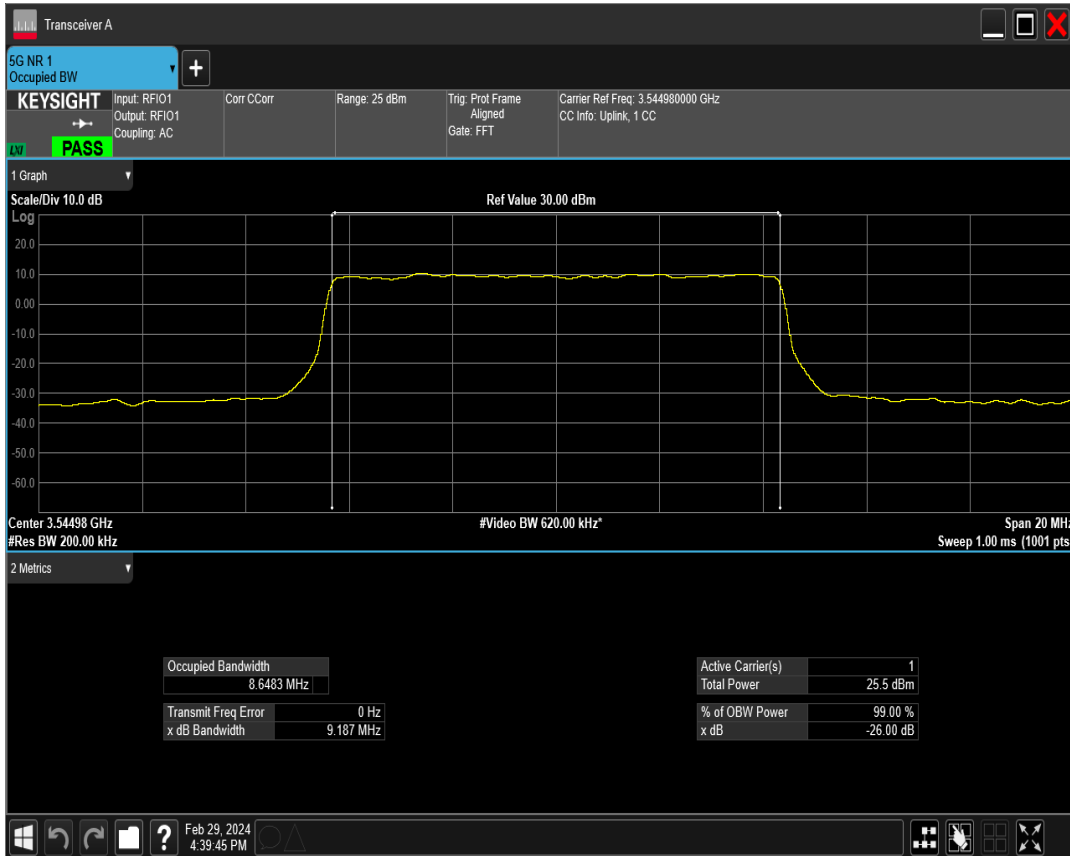 Transceiver A
5G NR 1
Occupied BW
+
KEYSIGHT
LXI
PASS
Input: RFIO1
Output: RFIO1
Coupling: AC
Corr CCorr
Range: 25 dBm
Trig: Prot Frame
Aligned
Gate: FFT
Carrier Ref Freq: 3.544980000 GHz
CC Info: Uplink, 1 CC
1 Graph
Scale/Div 10.0 dB
Ref Value 30.00 dBm
Log
20.0
10.0
0.00
-10.0
-20.0
-30.0
-40.0
-50.0
-60.0
Center 3.54498 GHz
#Video BW 620.00 kHz*
Span 20 MHz
#Res BW 200.00 kHz
Sweep 1.00 ms (1001 pts
2 Metrics
Occupied Bandwidth
8.6483 MHz
Transmit Freq Error 0 Hz
x dB Bandwidth 9.187 MHz
Active Carrier(s) 1
Total Power 25.5 dBm
% of OBW Power 99.00 %
x dB -26.00 dB
?
Feb 29, 2024
4:39:45 PM